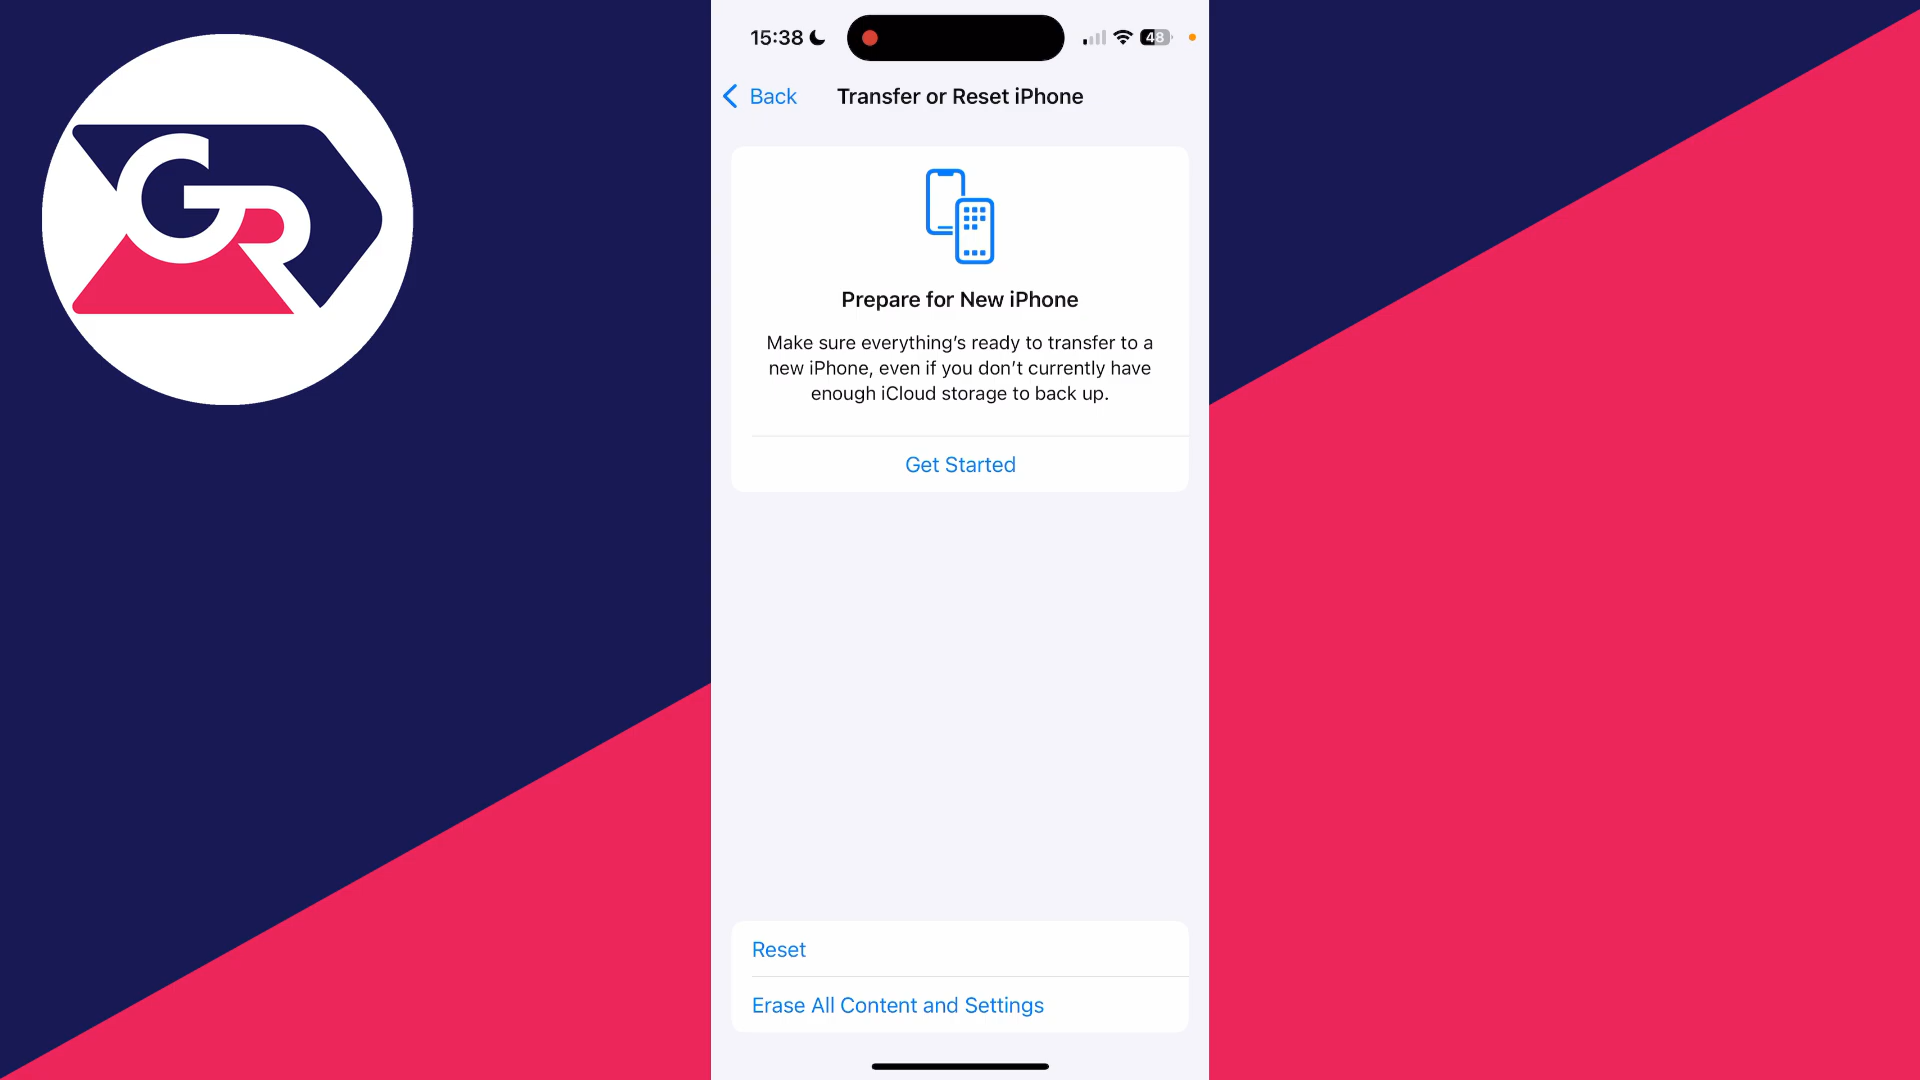 GR
15:38
48
Back
Transfer or Reset iPhone
Prepare for New iPhone
Make sure everything’s ready to transfer to a
new iPhone, even if you don’t currently have
enough iCloud storage to back up.
Get Started
Reset
Erase All Content and Settings